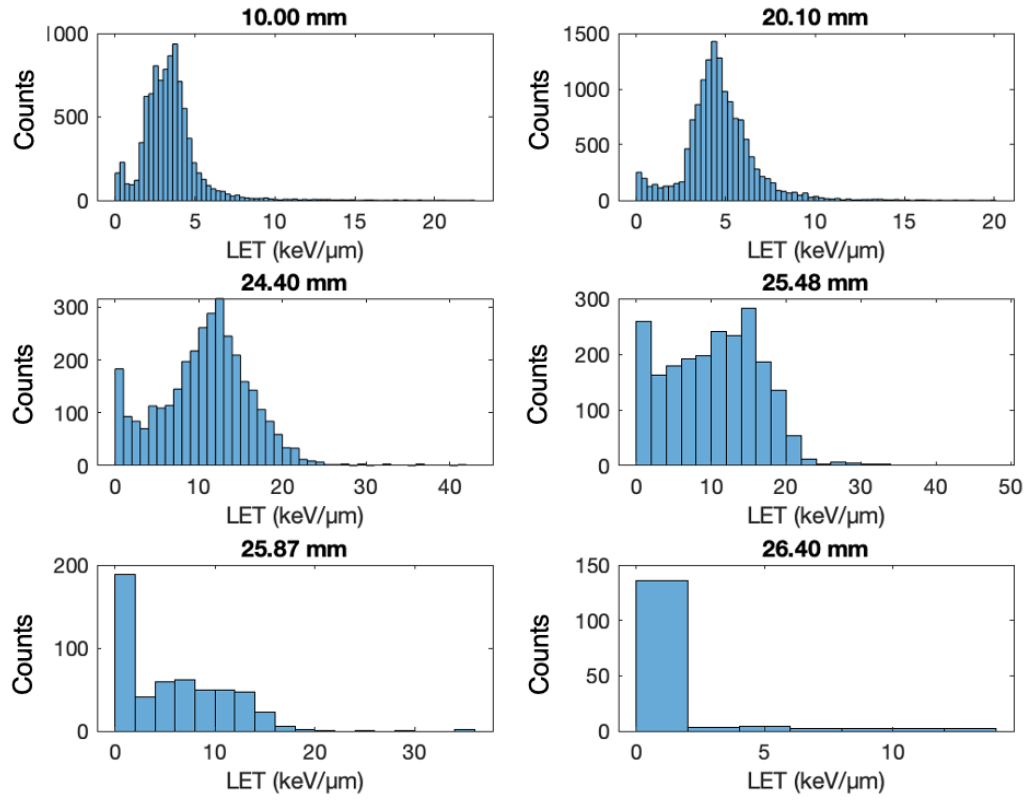 10.00 mm
1000
500
0
Counts
0 5 10 15 20
LET (keV/µm)
20.10 mm
1500
1000
500
0
Counts
0 5 10 15 20
LET (keV/µm)
24.40 mm
300
200
100
0
Counts
0 10 20 30 40
LET (keV/µm)
25.48 mm
300
200
100
0
Counts
0 10 20 30 40 50
LET (keV/µm)
25.87 mm
200
100
0
Counts
0 10 20 30
LET (keV/µm)
26.40 mm
150
100
50
0
Counts
0 5 10
LET (keV/µm)